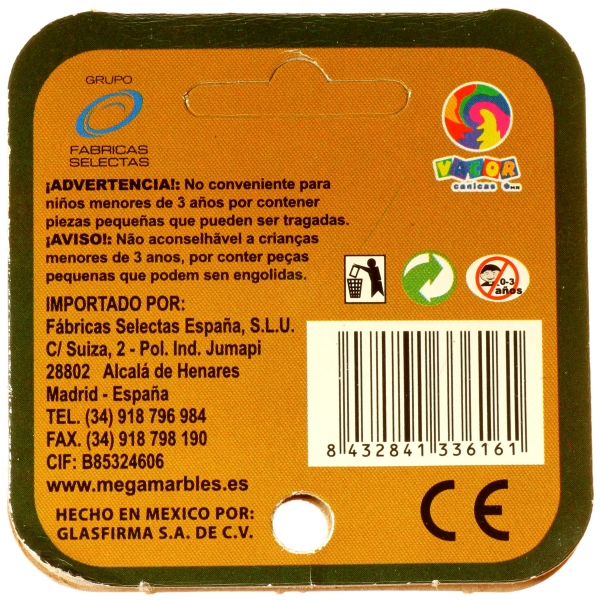 GRUPO
FABRICAS
SELECTAS
VACOR
canicas MR
¡ADVERTENCIA!: No conveniente para
niños menores de 3 años por contener
piezas pequeñas que pueden ser tragadas.
¡AVISO!: Não aconselhàvel a crianças
menores de 3 anos, por conter peças
pequenas que podem sen engolidas.
0-3
años
IMPORTADO POR:
Fábricas Selectas España, S.L.U.
C/ Suiza, 2 - Pol. Ind. Jumapi
28802 Alcalá de Henares
Madrid - España
TEL. (34) 918 796 984
FAX. (34) 918 798 190
CIF: B85324606
www.megamarbles.es
HECHO EN MEXICO POR:
GLASFIRMA S.A. DE C.V.
8 432841 336161
CE